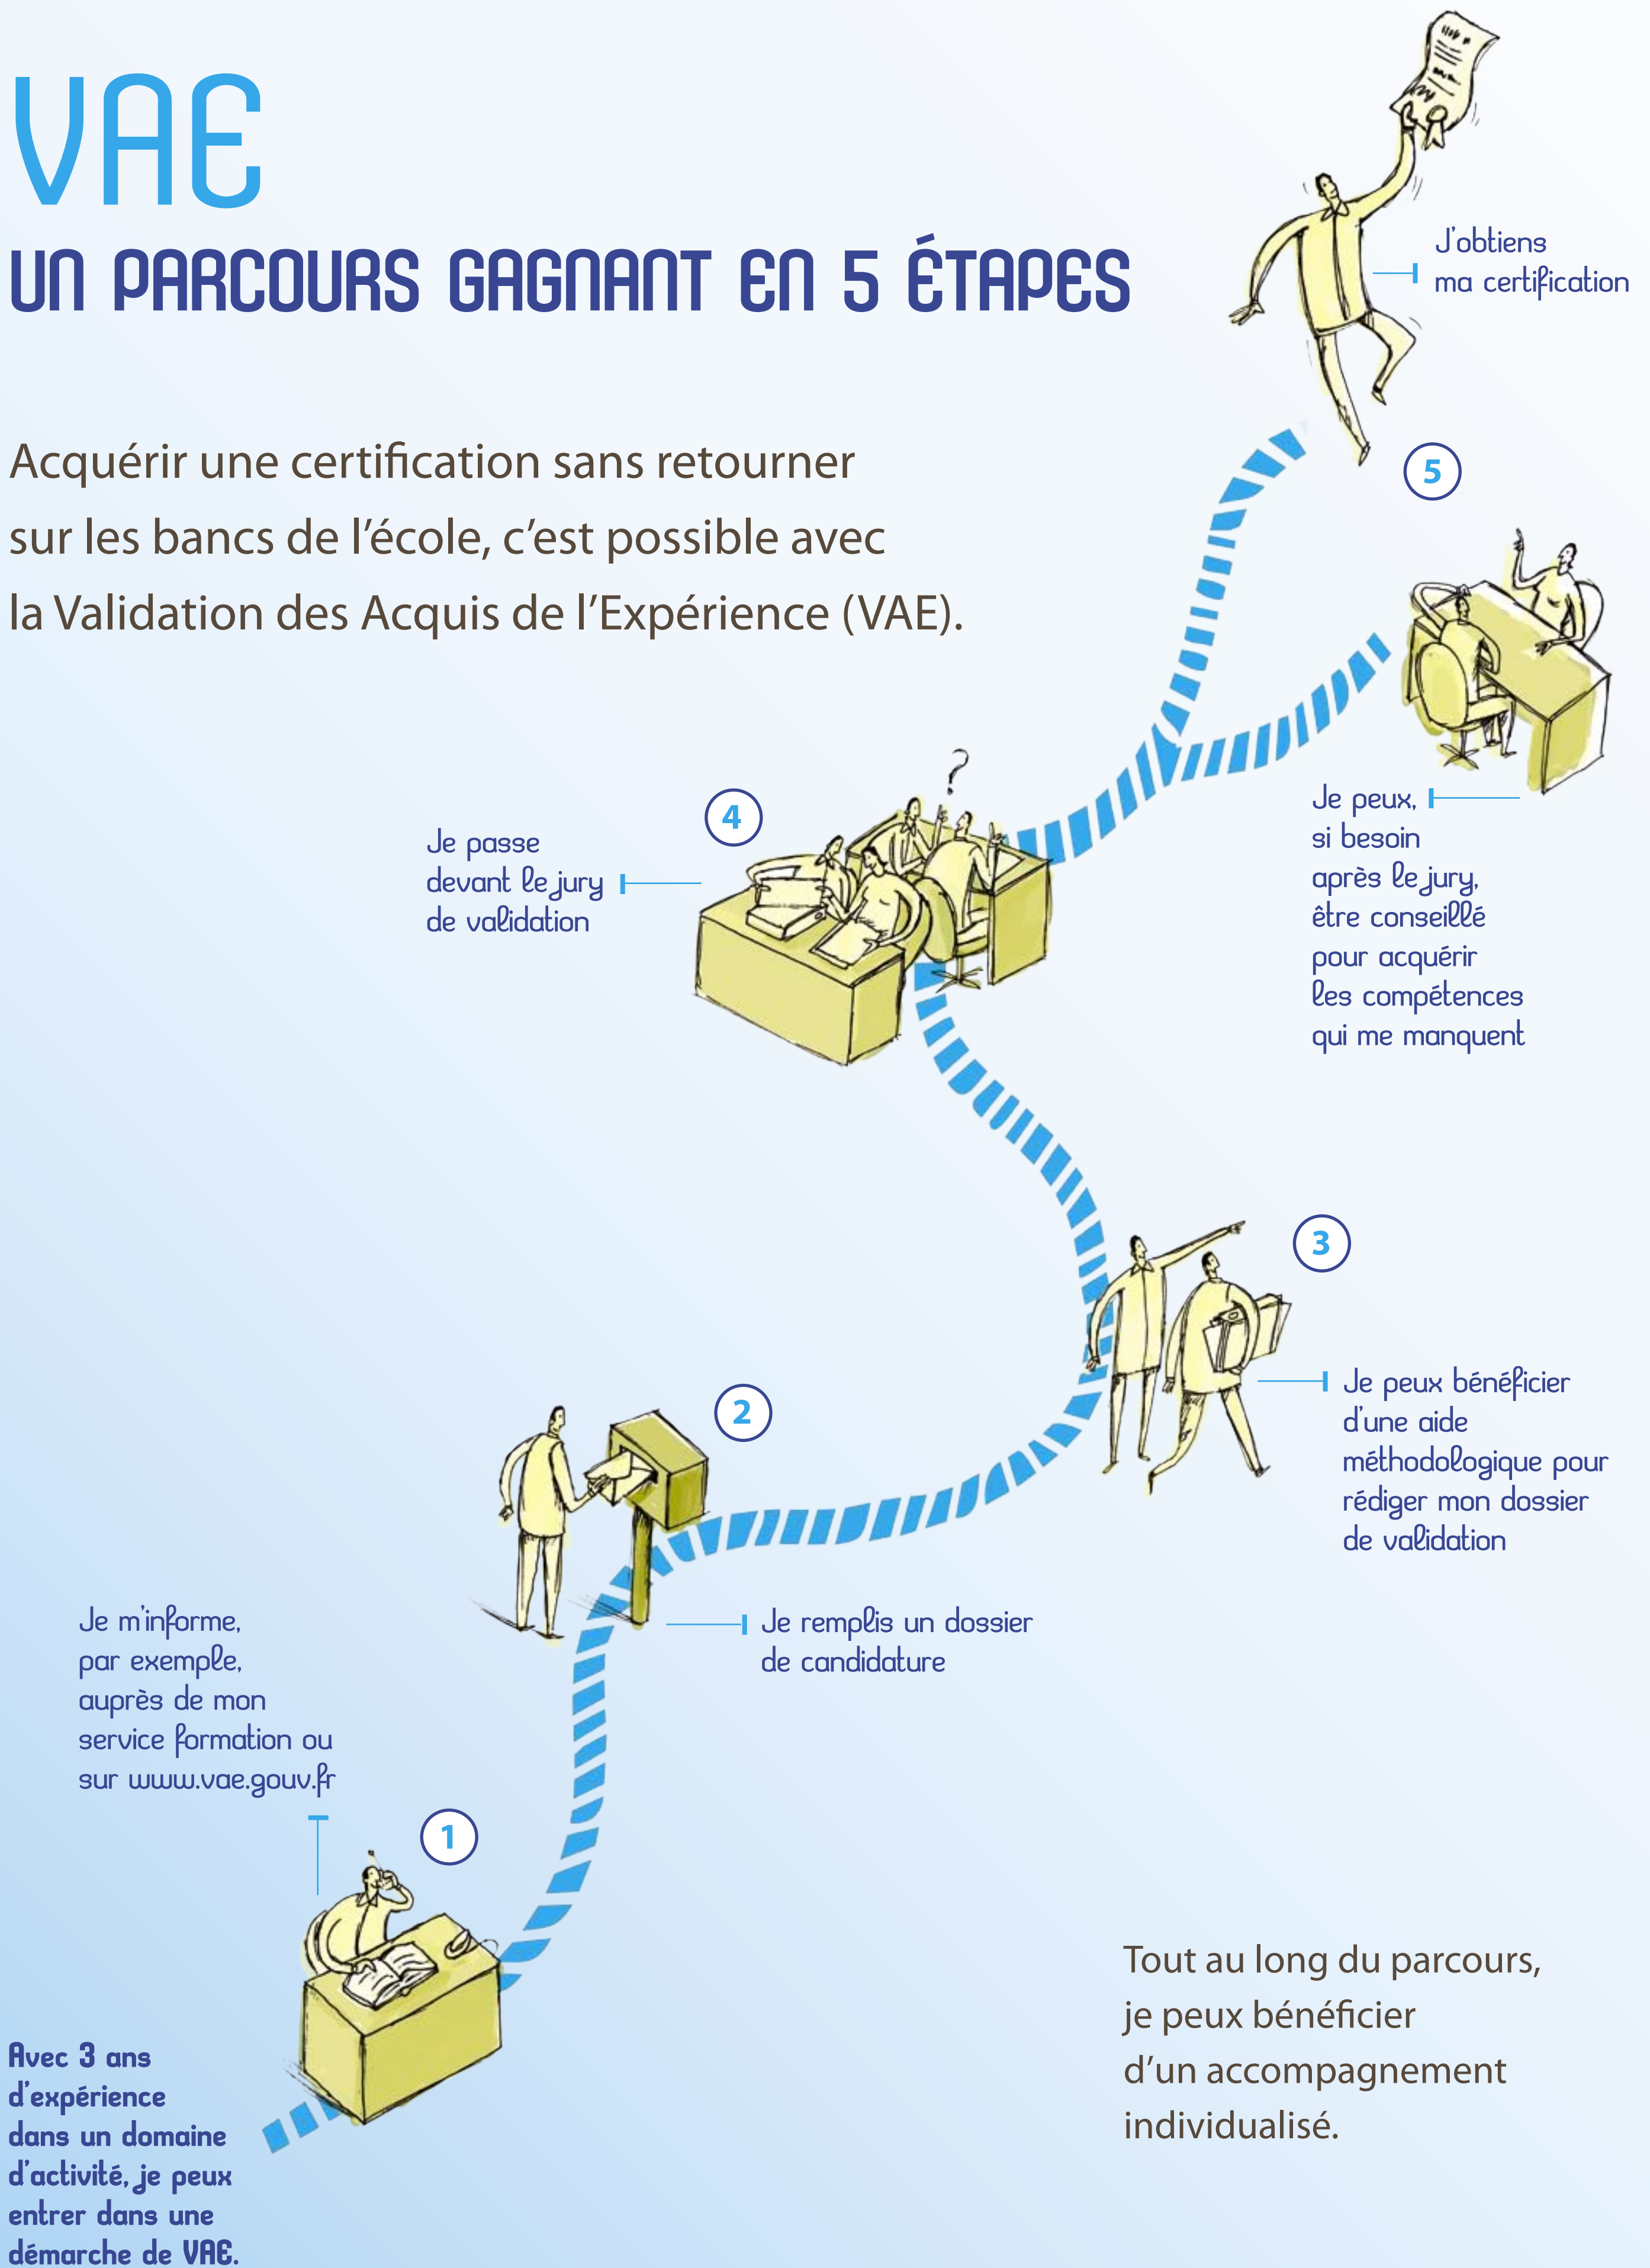 VAE
UN PARCOURS GAGNANT EN 5 ÉTAPES
Acquérir une certification sans retourner
sur les bancs de l'école, c'est possible avec
la Validation des Acquis de l'Expérience (VAE).
J'obtiens
ma certification
5
Je peux,
si besoin
après le jury,
être conseillé
pour acquérir
les compétences
qui me manquent
4
Je passe
devant le jury
de validation
?
3
Je peux bénéficier
d'une aide
méthodologique pour
rédiger mon dossier
de validation
2
Je remplis un dossier
de candidature
Je m'informe,
par exemple,
auprès de mon
service formation ou
sur www.vae.gouv.fr
1
Avec 3 ans
d'expérience
dans un domaine
d'activité, je peux
entrer dans une
démarche de VAE.
Tout au long du parcours,
je peux bénéficier
d'un accompagnement
individualisé.